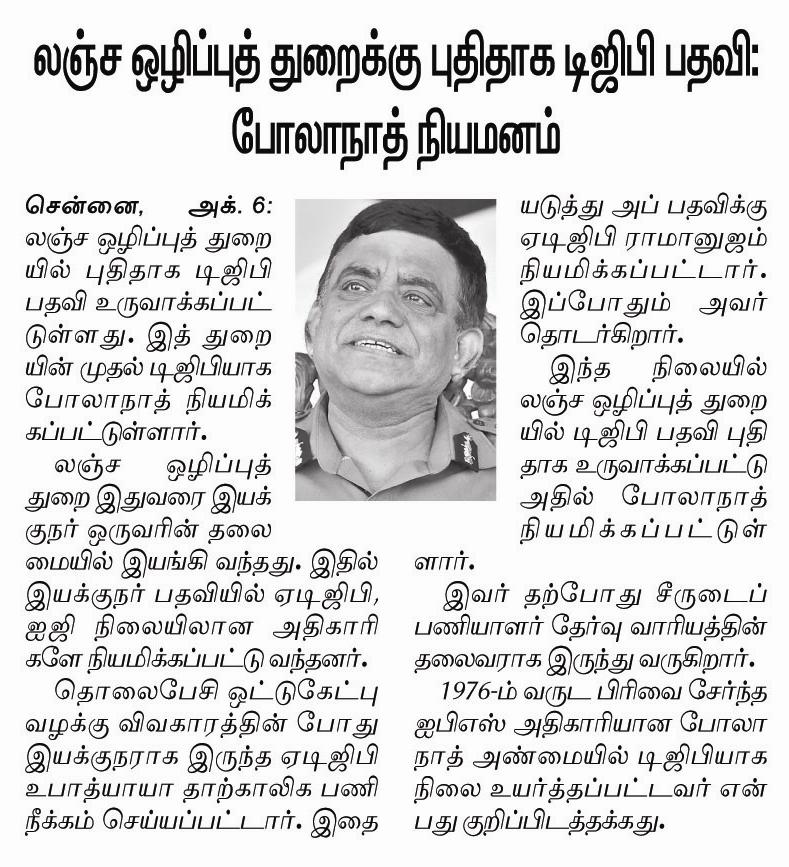 லஞ்ச ஒழிப்புத் துறைக்கு புதிதாக டிஜிபி பதவி:
போலாநாத் நியமனம்
சென்னை, அக். 6:
லஞ்ச ஒழிப்புத் துறை
யில் புதிதாக டிஜிபி
பதவி உருவாக்கப்பட்
டுள்ளது. இத் துறை
யின் முதல் டிஜிபியாக
போலாநாத் நியமிக்
கப்பட்டுள்ளார்.
லஞ்ச ஒழிப்புத்
துறை இதுவரை இயக்
குநர் ஒருவரின் தலை
மையில் இயங்கி வந்தது. இதில்
இயக்குநர் பதவியில் ஏடிஜிபி,
ஐஜி நிலையிலான அதிகாரி
களே நியமிக்கப்பட்டு வந்தனர்.
தொலைபேசி ஒட்டுகேட்பு
வழக்கு விவகாரத்தின் போது
இயக்குநராக இருந்த ஏடிஜிபி
உபாத்யாயா தாற்காலிக பணி
நீக்கம் செய்யப்பட்டார். இதை
யடுத்து அப் பதவிக்கு
ஏடிஜிபி ராமானுஜம்
நியமிக்கப்பட்டார்.
இப்போதும் அவர்
தொடர்கிறார்.
இந்த நிலையில்
லஞ்ச ஒழிப்புத் துறை
யில் டிஜிபி பதவி புதி
தாக உருவாக்கப்பட்டு
அதில் போலாநாத்
நியமிக்கப்பட்டுள்
ளார்.
இவர் தற்போது சீருடைப்
பணியாளர் தேர்வு வாரியத்தின்
தலைவராக இருந்து வருகிறார்.
1976-ம் வருட பிரிவை சேர்ந்த
ஐபிஎஸ் அதிகாரியான போலா
நாத் அண்மையில் டிஜிபியாக
நிலை உயர்த்தப்பட்டவர் என்
பது குறிப்பிடத்தக்கது.